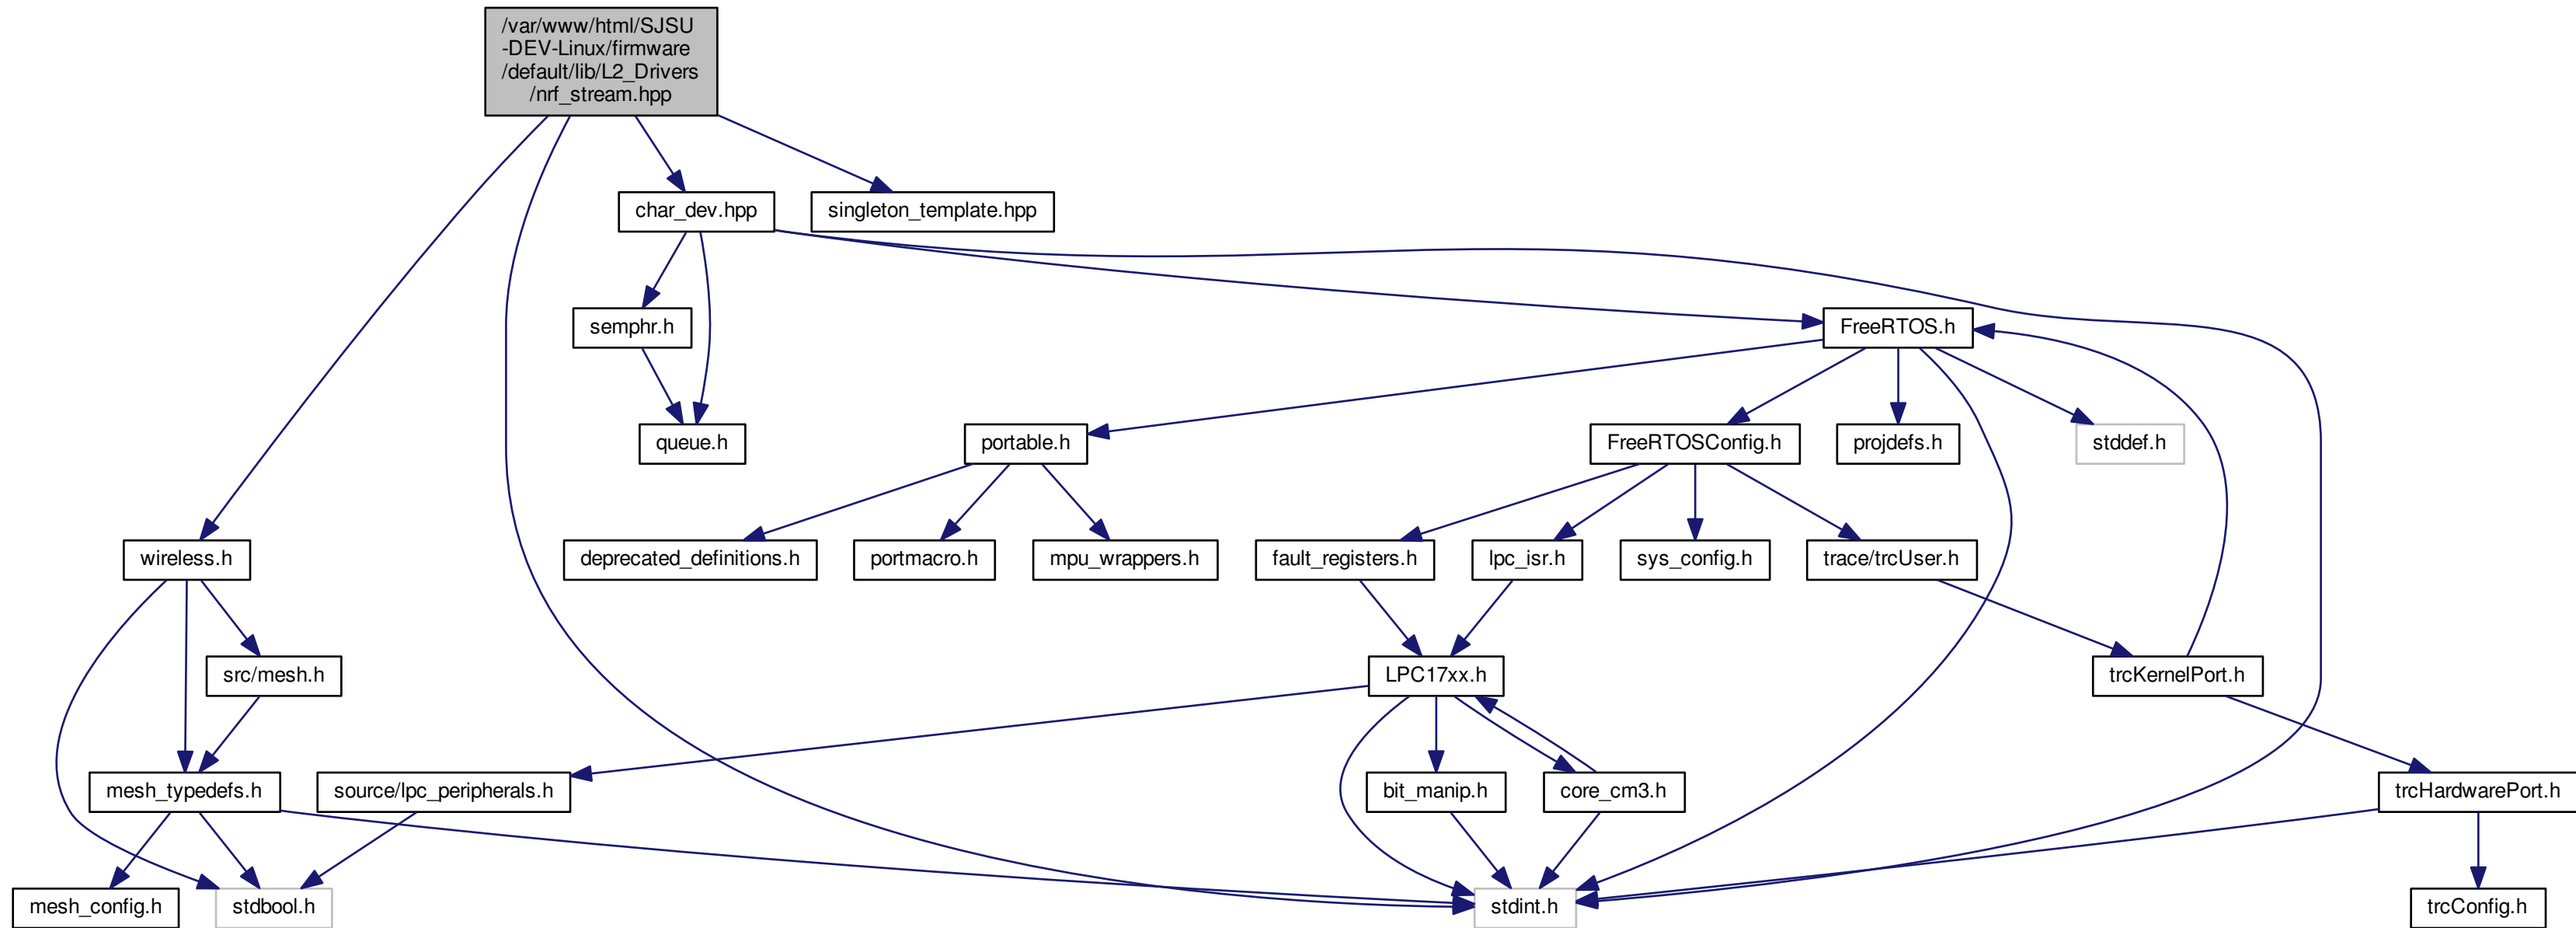 /var/www/html/SJSU
-DEV-Linux/firmware
/default/lib/L2_Drivers
/nrf_stream.hpp
char_dev.hpp
singleton_template.hpp
semphr.h
FreeRTOS.h
queue.h
portable.h
FreeRTOSConfig.h
projdefs.h
stddef.h
wireless.h
deprecated_definitions.h
portmacro.h
mpu_wrappers.h
fault_registers.h
lpc_isr.h
sys_config.h
trace/trcUser.h
src/mesh.h
LPC17xx.h
trcKernelPort.h
mesh_typedefs.h
source/lpc_peripherals.h
bit_manip.h
core_cm3.h
trcHardwarePort.h
mesh_config.h
stdbool.h
stdint.h
trcConfig.h